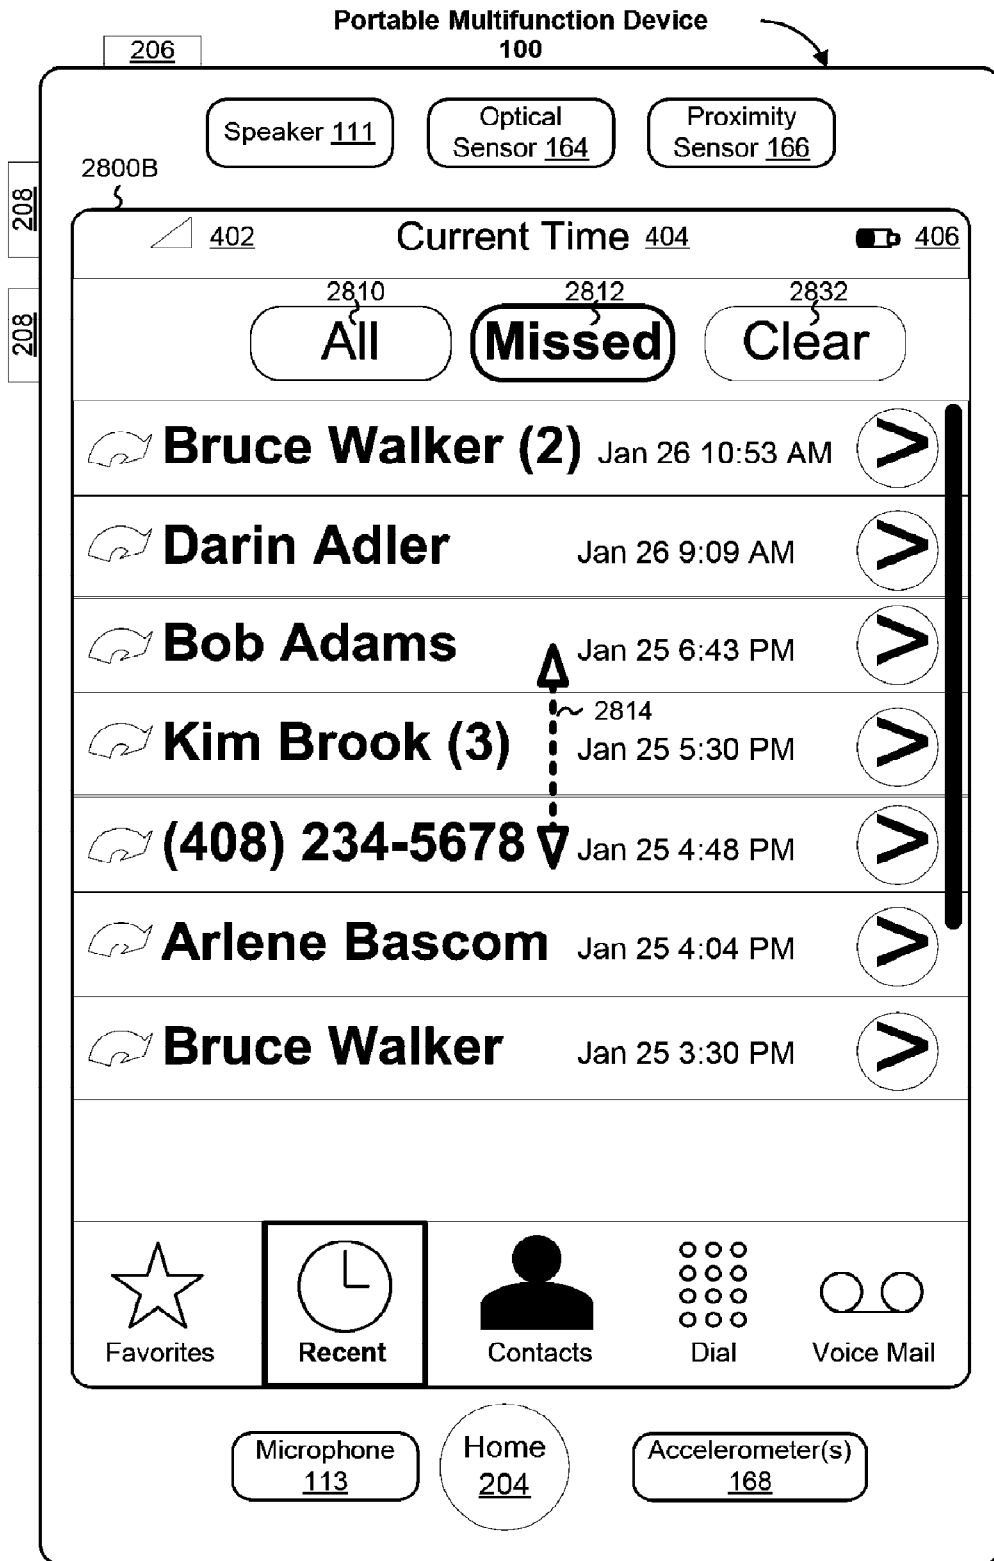 Portable Multifunction Device
100
206
Speaker 111
Optical
Sensor 164
Proximity
Sensor 166
2800B
208
208
402
Current Time 404
406
2810
2812
2832
All
Missed
Clear
Bruce Walker (2) Jan 26 10:53 AM >
Darin Adler Jan 26 9:09 AM >
Bob Adams Jan 25 6:43 PM >
2814
Kim Brook (3) Jan 25 5:30 PM >
(408) 234-5678 Jan 25 4:48 PM >
Arlene Bascom Jan 25 4:04 PM >
Bruce Walker Jan 25 3:30 PM >
Favorites
Recent
Contacts
Dial
Voice Mail
Microphone
113
Home
204
Accelerometer(s)
168